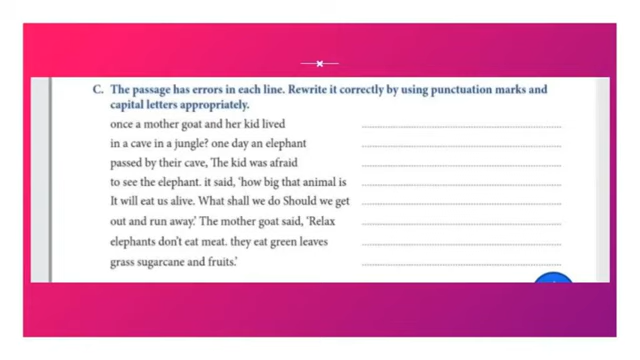 C. The passage has errors in each line. Rewrite it correctly by using punctuation marks and
capital letters appropriately.
once a mother goat and her kid lived
in a cave in a jungle? one day an elephant
passed by their cave, The kid was afraid
to see the elephant. it said, 'how big that animal is
It will eat us alive. What shall we do Should we get
out and run away.' The mother goat said, 'Relax
elephants don't eat meat. they eat green leaves
grass sugarcane and fruits.'